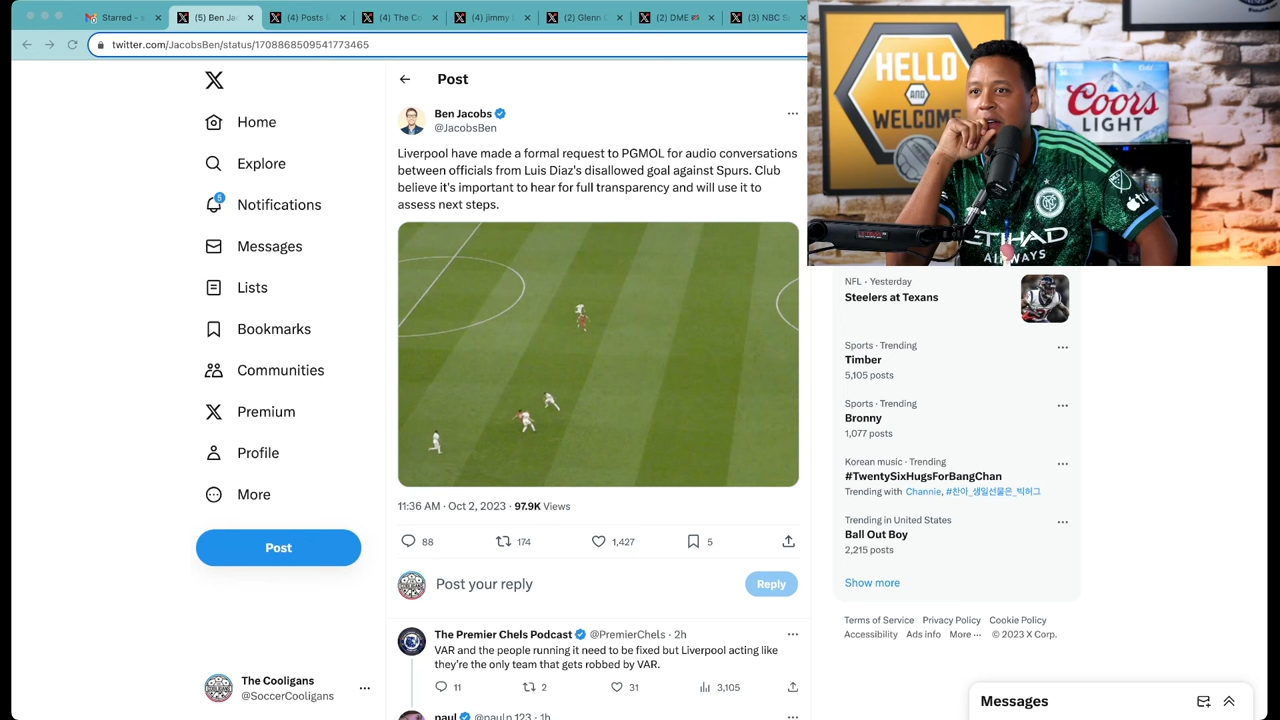 Starred - s
(5) Ben Ja
(4) Posts
(4) The Ca
(4) jimmy
(2) Glenn
(2) DME
(3) NBC S
twitter.com/JacobsBen/status/1708868509541773465
Home
Explore
5
Notifications
Messages
Lists
Bookmarks
Communities
Premium
Profile
More
Post
The Cooligans
@SoccerCooligans
Post
Ben Jacobs
@JacobsBen
Liverpool have made a formal request to PGMOL for audio conversations
between officials from Luis Diaz's disallowed goal against Spurs. Club
believe it's important to hear for full transparency and will use it to
assess next steps.
11:36 AM · Oct 2, 2023 · 97.9K Views
88
174
1,427
5
Post your reply
Reply
The Premier Chels Podcast @PremierChels · 2h
VAR and the people running it need to be fixed but Liverpool acting like
they're the only team that gets robbed by VAR.
11
2
31
3,105
paul @paulp_123 · 1h
HELLO
AND
WELCOME
Coors
LIGHT
ETIHAD
AIRWAYS
NFL · Yesterday
Steelers at Texans
Sports · Trending
Timber
5,105 posts
Sports · Trending
Bronny
1,077 posts
Korean music · Trending
#TwentySixHugsForBangChan
Trending with Channie, #찬아_생일선물은_빅허그
Trending in United States
Ball Out Boy
2,215 posts
Show more
Terms of Service Privacy Policy Cookie Policy
Accessibility Ads info More ··· © 2023 X Corp.
Messages